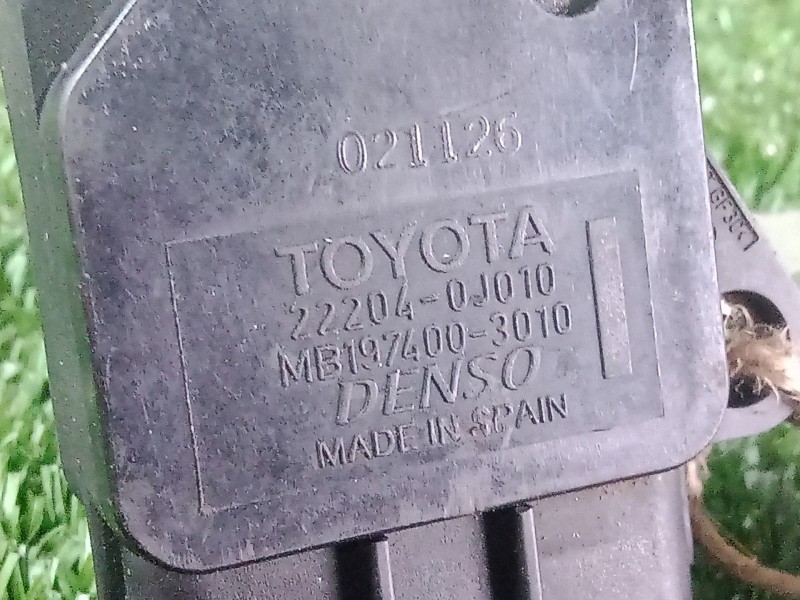 021126
TOYOTA
22204-0J010
MB197400-3010
DENSO
MADE IN SPAIN